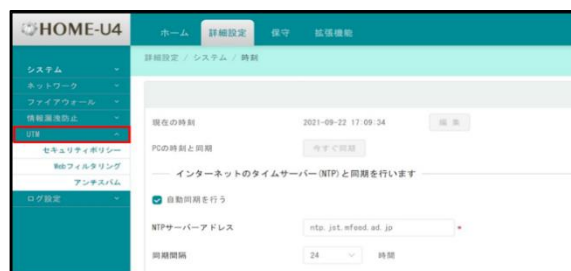 HOME-U4
ホーム 詳細設定 保守 拡張機能
詳細設定 / システム / 時刻
システム
ネットワーク
ファイアウォール
情報漏洩防止
UTM
セキュリティポリシー
Webフィルタリング
アンチスパム
ログ設定
現在の時刻 2021-09-22 17:09:34 編集
PCの時刻と同期 今すぐ同期
インターネットのタイムサーバー(NTP)と同期を行います
自動同期を行う
NTPサーバーアドレス ntp.jst.mfeed.ad.jp *
同期間隔 24 時間